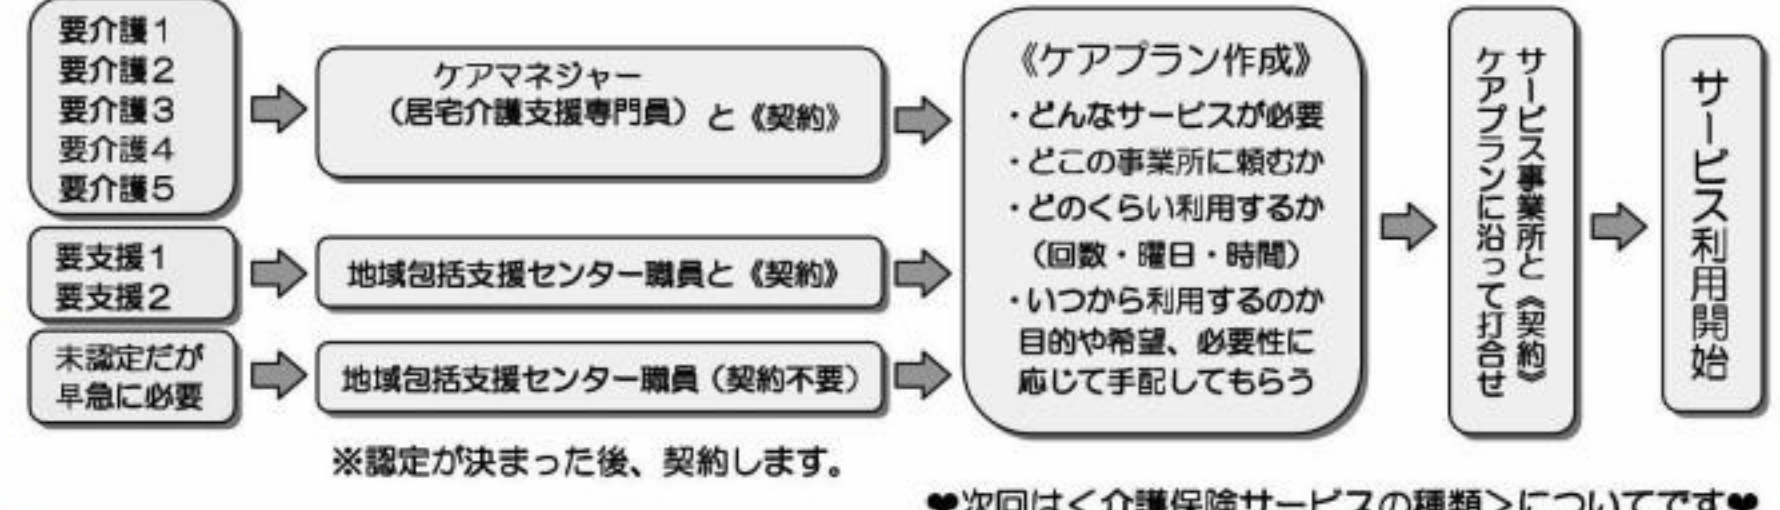 要介護1
要介護2
要介護3
要介護4
要介護5
ケアマネジャー
(居宅介護支援専門員)と《契約》
要支援1
要支援2
地域包括支援センター職員と《契約》
未認定だが
早急に必要
地域包括支援センター職員(契約不要)
※認定が決まった後、契約します。
《ケアプラン作成》
・どんなサービスが必要
・どこの事業所に頼むか
・どのくらい利用するか
(回数・曜日・時間)
・いつから利用するのか
目的や希望、必要性に
応じて手配してもらう
サービス事業所と《契約》
ケアプランに沿って打合せ
サービス利用開始
♥次回は<介護保険サービスの種類>についてです♥